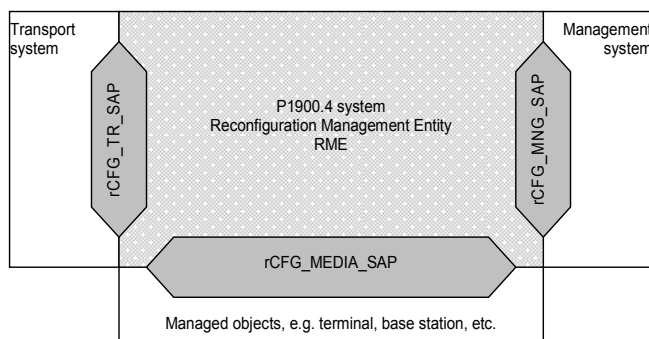 Transport
system
Management
system
P1900.4 system
Reconfiguration Management Entity
RME
rCFG_TR_SAP
rCFG_MNG_SAP
rCFG_MEDIA_SAP
Managed objects, e.g. terminal, base station, etc.